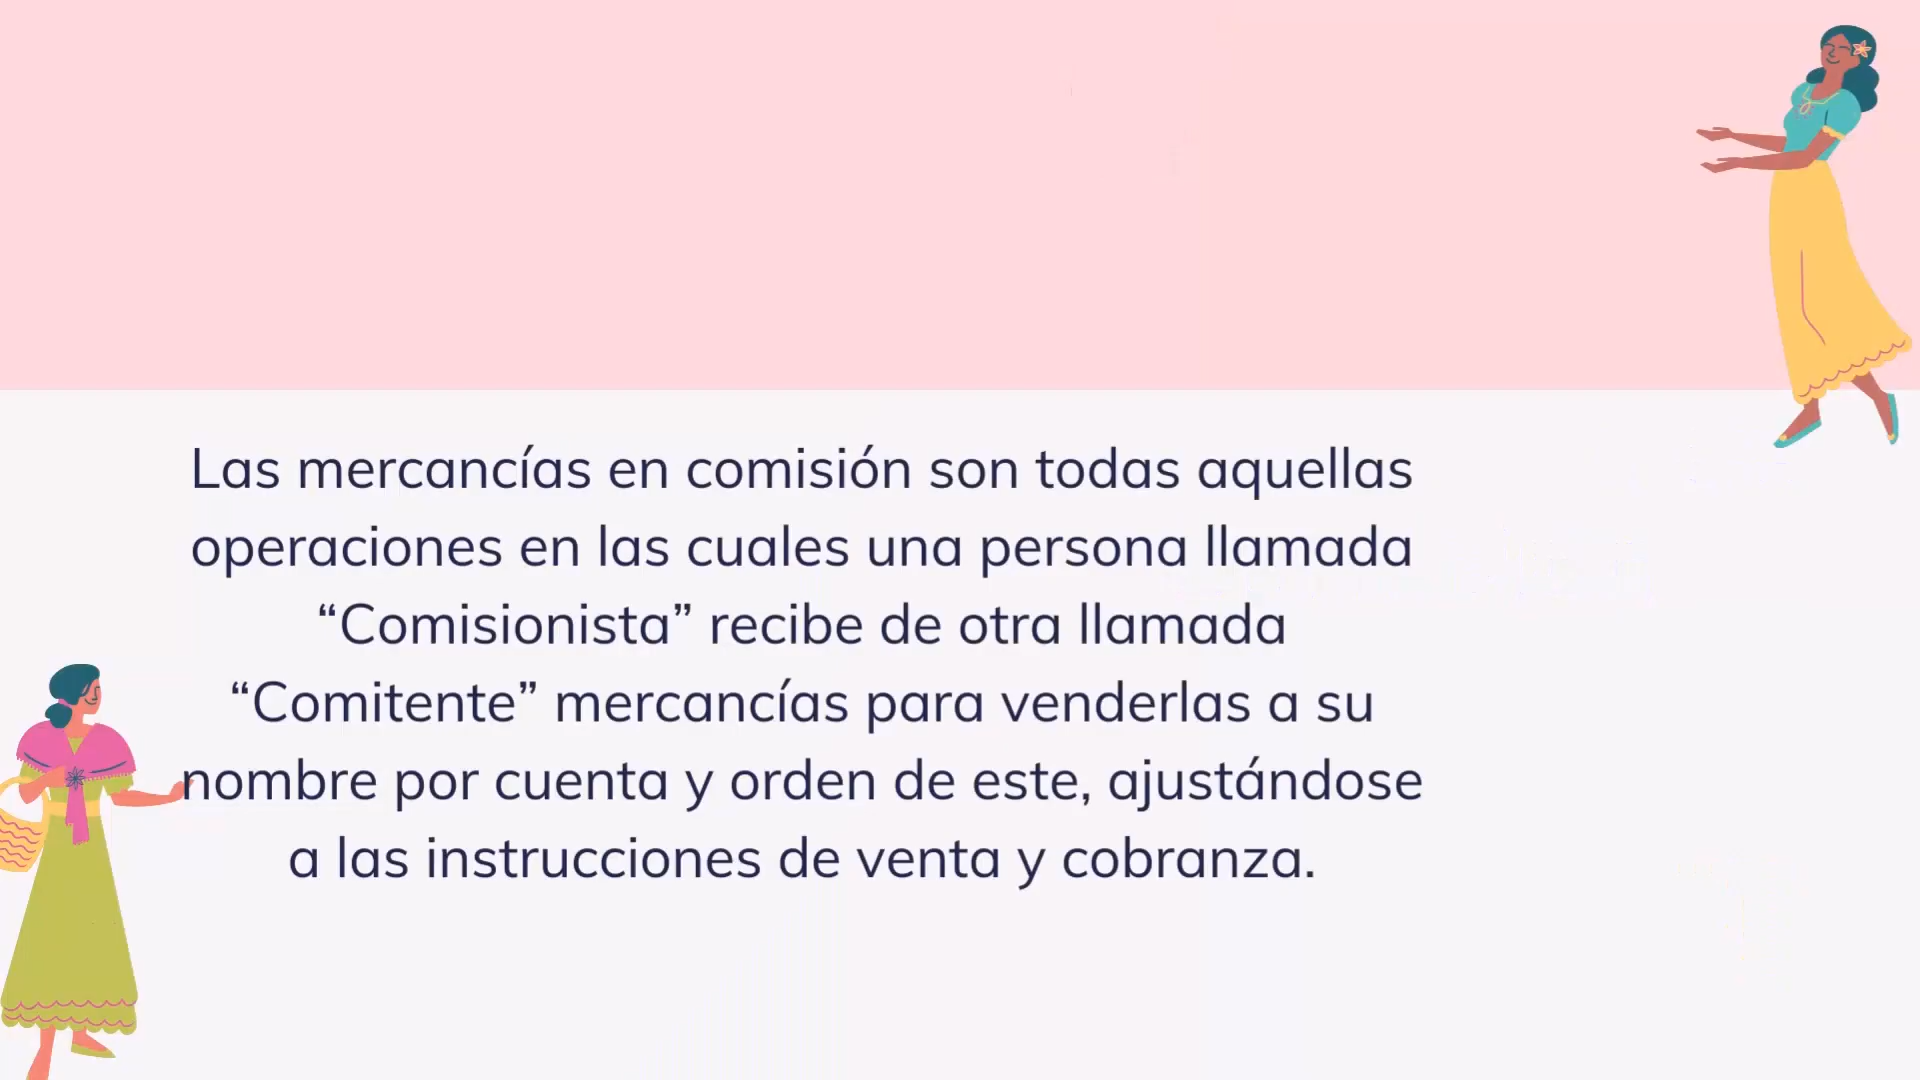 Las mercancías en comisión son todas aquellas
operaciones en las cuales una persona llamada
“Comisionista” recibe de otra llamada
“Comitente” mercancías para venderlas a su
nombre por cuenta y orden de este, ajustándose
a las instrucciones de venta y cobranza.